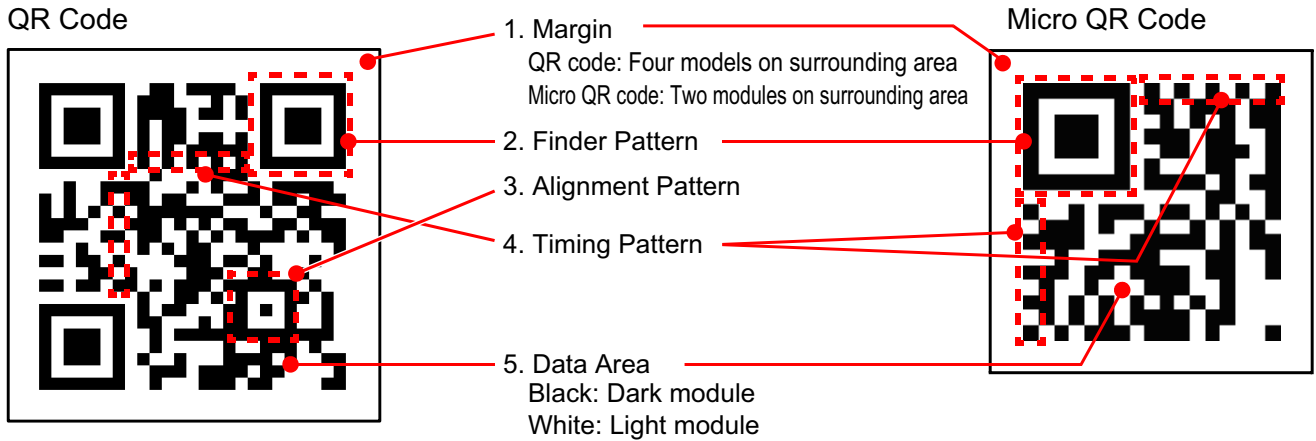 QR Code
Micro QR Code
1. Margin
QR code: Four models on surrounding area
Micro QR code: Two modules on surrounding area
2. Finder Pattern
3. Alignment Pattern
4. Timing Pattern
5. Data Area
Black: Dark module
White: Light module